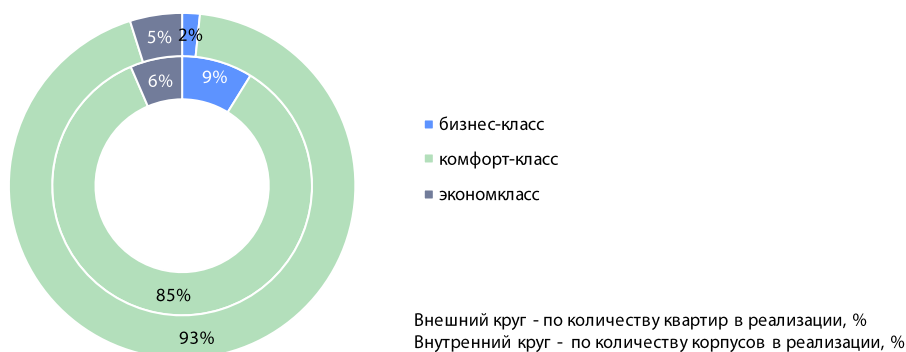 5%
2%
6%
9%
85%
93%
бизнес-класс
комфорт-класс
экономкласс
Внешний круг - по количеству квартир в реализации, %
Внутренний круг - по количеству корпусов в реализации, %